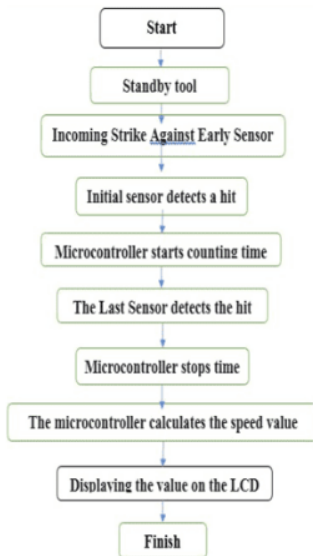 Start
Standby tool
Incoming Strike Against Early Sensor
Initial sensor detects a hit
Microcontroller starts counting time
The Last Sensor detects the hit
Microcontroller stops time
The microcontroller calculates the speed value
Displaying the value on the LCD
Finish